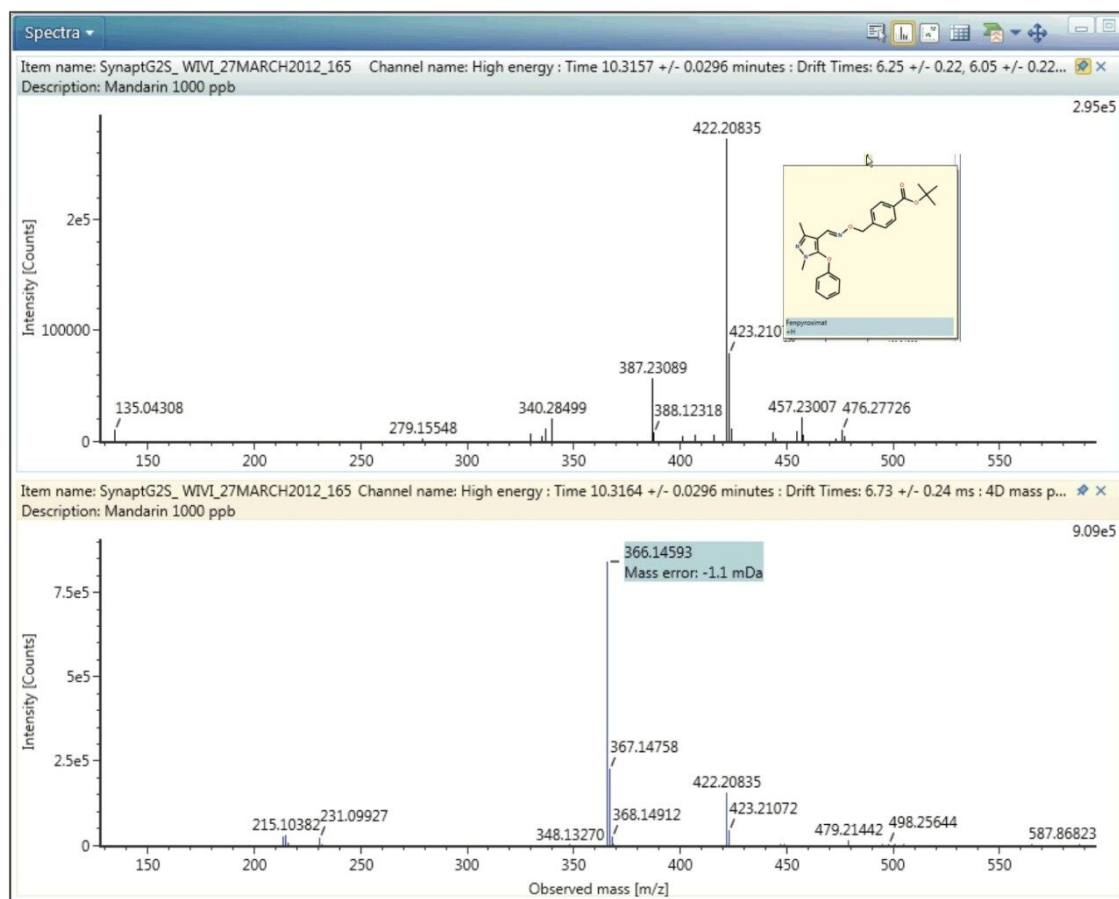 Spectra
Item name: SynaptG2S_ WIVI_27MARCH2012_165 Channel name: High energy : Time 10.3157 +/- 0.0296 minutes : Drift Times: 6.25 +/- 0.22, 6.05 +/- 0.22...
Description: Mandarin 1000 ppb
2.95e5
422.20835
2e5
Intensity [Counts]
Fenpyroximat
+H
100000
423.2107
387.23089
135.04308
279.15548
340.28499
388.12318
457.23007
476.27726
0
150 200 250 300 350 400 450 500 550
Item name: SynaptG2S_ WIVI_27MARCH2012_165 Channel name: High energy : Time 10.3164 +/- 0.0296 minutes : Drift Times: 6.73 +/- 0.24 ms : 4D mass p...
Description: Mandarin 1000 ppb
9.09e5
366.14593
Mass error: -1.1 mDa
7.5e5
5e5
Intensity [Counts]
2.5e5
367.14758
422.20835
215.10382
231.09927
348.13270
368.14912
423.21072
479.21442
498.25644
587.86823
0
150 200 250 300 350 400 450 500 550
Observed mass [m/z]